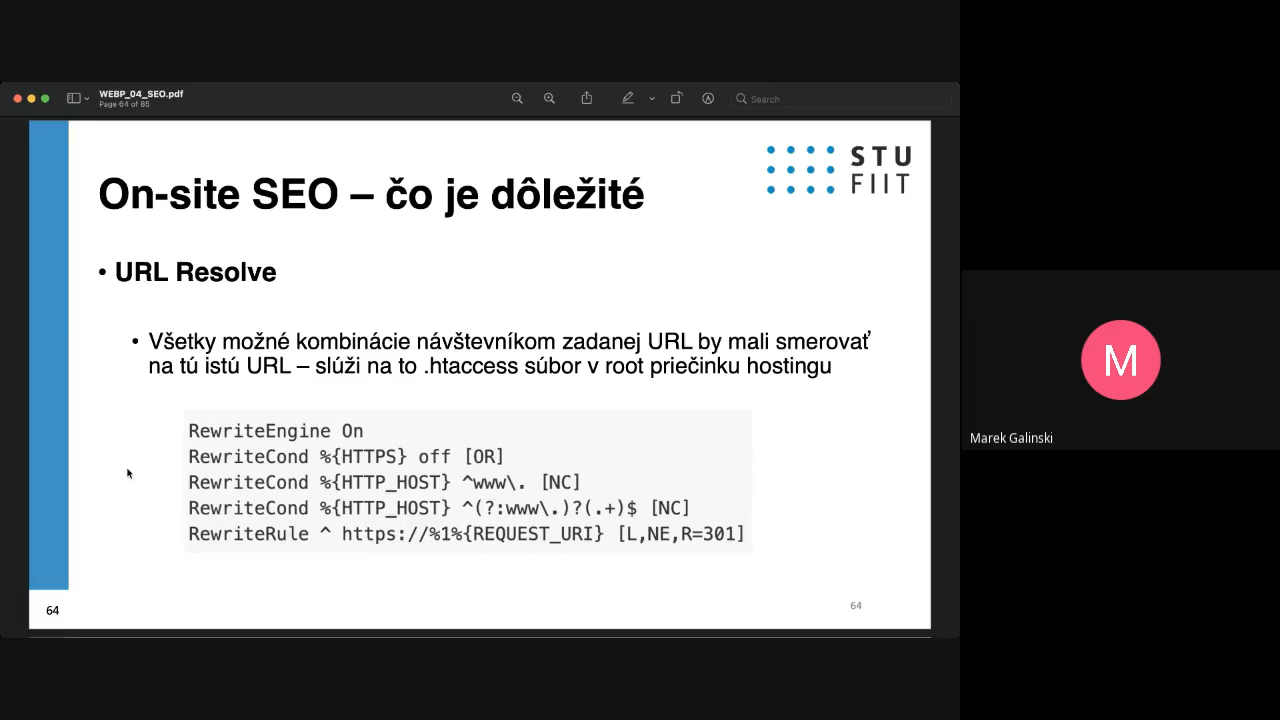 WEBP_04_SEO.pdf
Page 64 of 85
Search
STU
FIIT
On-site SEO – čo je dôležité
• URL Resolve
• Všetky možné kombinácie návštevníkom zadanej URL by mali smerovať
na tú istú URL – slúži na to .htaccess súbor v root priečinku hostingu
RewriteEngine On
RewriteCond %{HTTPS} off [OR]
RewriteCond %{HTTP_HOST} ^www\. [NC]
RewriteCond %{HTTP_HOST} ^(?:www\.)?(.+)$ [NC]
RewriteRule ^ https://%1%{REQUEST_URI} [L,NE,R=301]
64
64
M
Marek Galinski